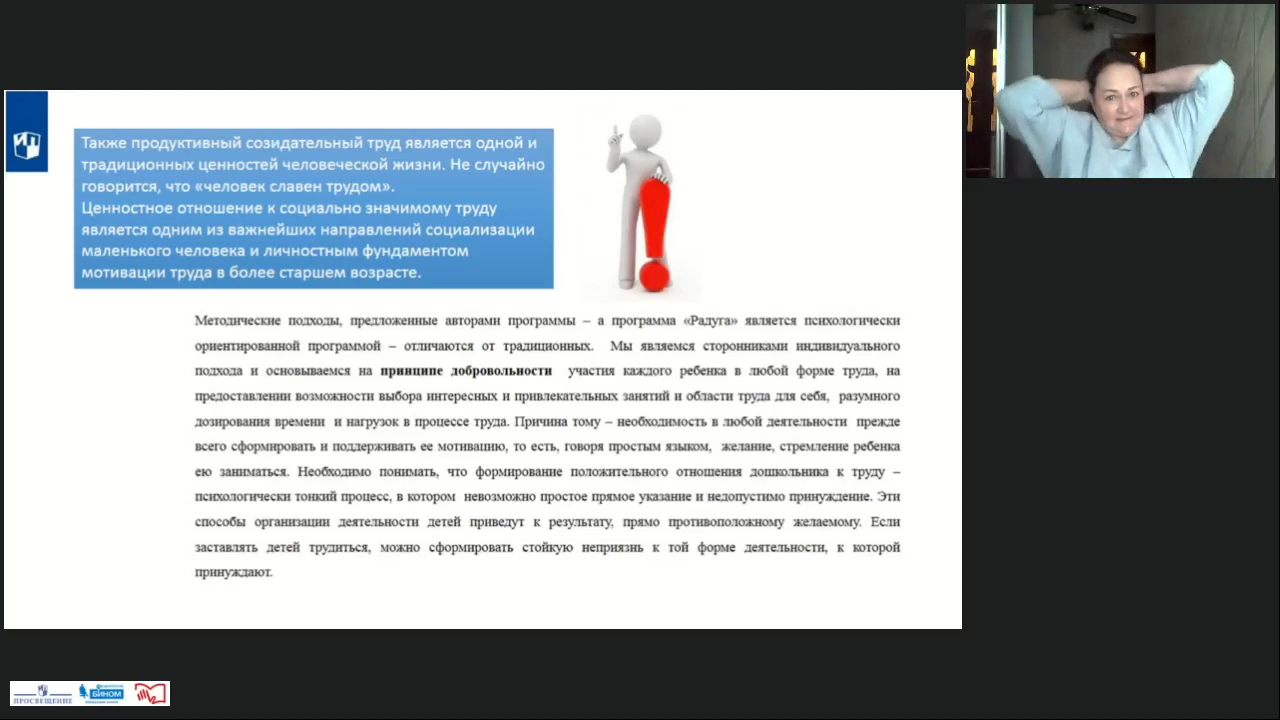 ИП
Также продуктивный созидательный труд является одной и
традиционных ценностей человеческой жизни. Не случайно
говорится, что «человек славен трудом».
Ценностное отношение к социально значимому труду
является одним из важнейших направлений социализации
маленького человека и личностным фундаментом
мотивации труда в более старшем возрасте.
Методические подходы, предложенные авторами программы – а программа «Радуга» является психологически
ориентированной программой – отличаются от традиционных. Мы являемся сторонниками индивидуального
подхода и основываемся на принципе добровольности участия каждого ребенка в любой форме труда, на
предоставлении возможности выбора интересных и привлекательных занятий и области труда для себя, разумного
дозирования времени и нагрузок в процессе труда. Причина тому – необходимость в любой деятельности прежде
всего сформировать и поддерживать ее мотивацию, то есть, говоря простым языком, желание, стремление ребенка
ею заниматься. Необходимо понимать, что формирование положительного отношения дошкольника к труду –
психологически тонкий процесс, в котором невозможно простое прямое указание и недопустимо принуждение. Эти
способы организации деятельности детей приведут к результату, прямо противоположному желаемому. Если
заставлять детей трудиться, можно сформировать стойкую неприязнь к той форме деятельности, к которой
принуждают.
ПРОСВЕЩЕНИЕ
БИНОМ